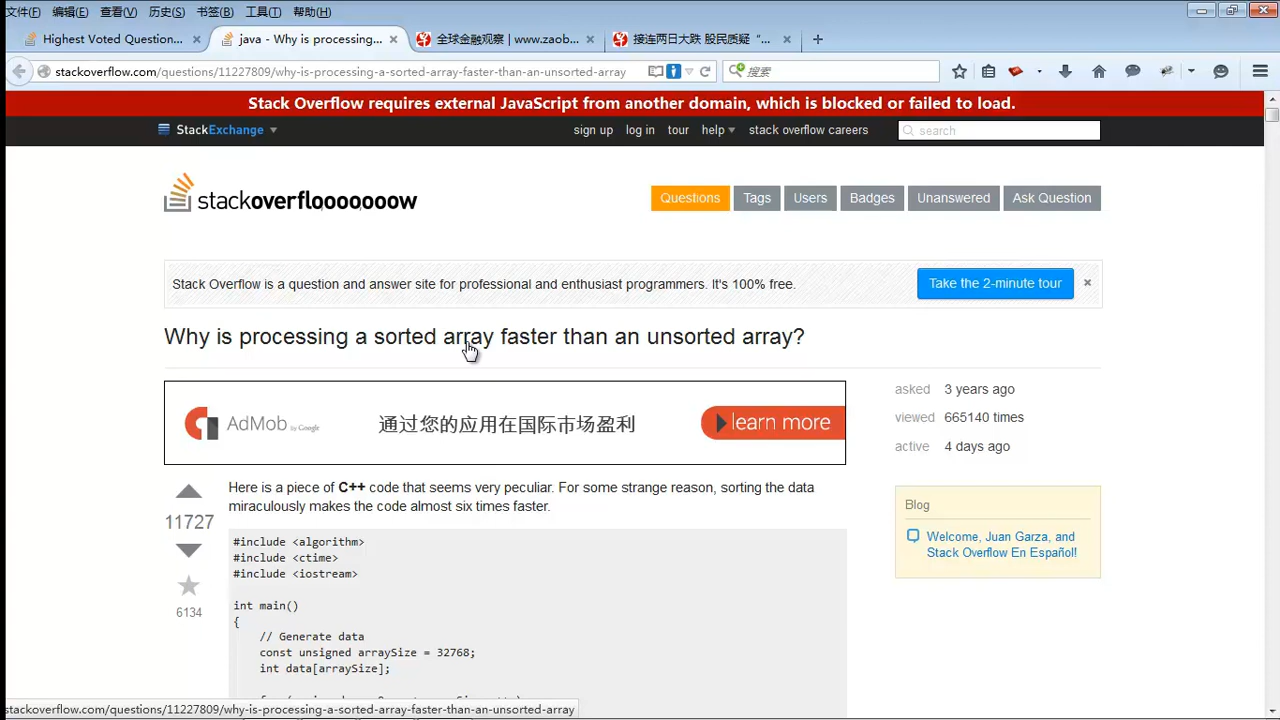 文件(F) 编辑(E) 查看(V) 历史(S) 书签(B) 工具(T) 帮助(H)
Highest Voted Question... java - Why is processing... 全球金融观察 | www.zaob... 接连两日大跌 股民质疑“...
stackoverflow.com/questions/11227809/why-is-processing-a-sorted-array-faster-than-an-unsorted-array 搜索
Stack Overflow requires external JavaScript from another domain, which is blocked or failed to load.
StackExchange sign up log in tour help stack overflow careers search
stackoverfloooooooow Questions Tags Users Badges Unanswered Ask Question
Stack Overflow is a question and answer site for professional and enthusiast programmers. It's 100% free. Take the 2-minute tour ×
Why is processing a sorted array faster than an unsorted array?
asked 3 years ago
AdMob by Google 通过您的应用在国际市场盈利 learn more
viewed 665140 times
active 4 days ago
Here is a piece of C++ code that seems very peculiar. For some strange reason, sorting the data
miraculously makes the code almost six times faster.
11727
6134
#include <algorithm>
#include <ctime>
#include <iostream>
int main()
{
// Generate data
const unsigned arraySize = 32768;
int data[arraySize];
Blog
Welcome, Juan Garza, and
Stack Overflow En Español!
stackoverflow.com/questions/11227809/why-is-processing-a-sorted-array-faster-than-an-unsorted-array